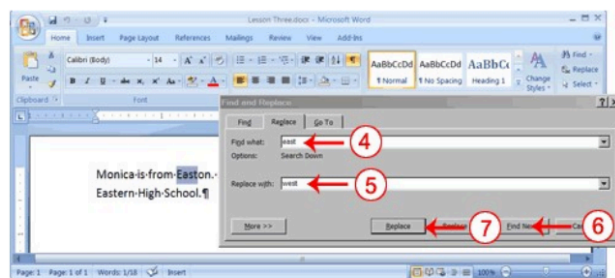 Lesson Three.docx - Microsoft Word
Home Insert Page Layout References Mailings Review View Add-Ins
Paste
Calibri (Body) 14
AaBbCcDd AaBbCcDd AaBbCc
¶ Normal ¶ No Spacing Heading 1
Change Styles
Find
Replace
Select
Clipboard Font
Find and Replace
Find Replace Go To
Find what: east 4
Options: Search Down
Replace with: west 5
More >> Replace Find Ne 7 6
Monica·is·from·Easton.·
Eastern·High·School.¶
Page: 1 Page: 1 of 1 Words: 1/18 Insert 100%